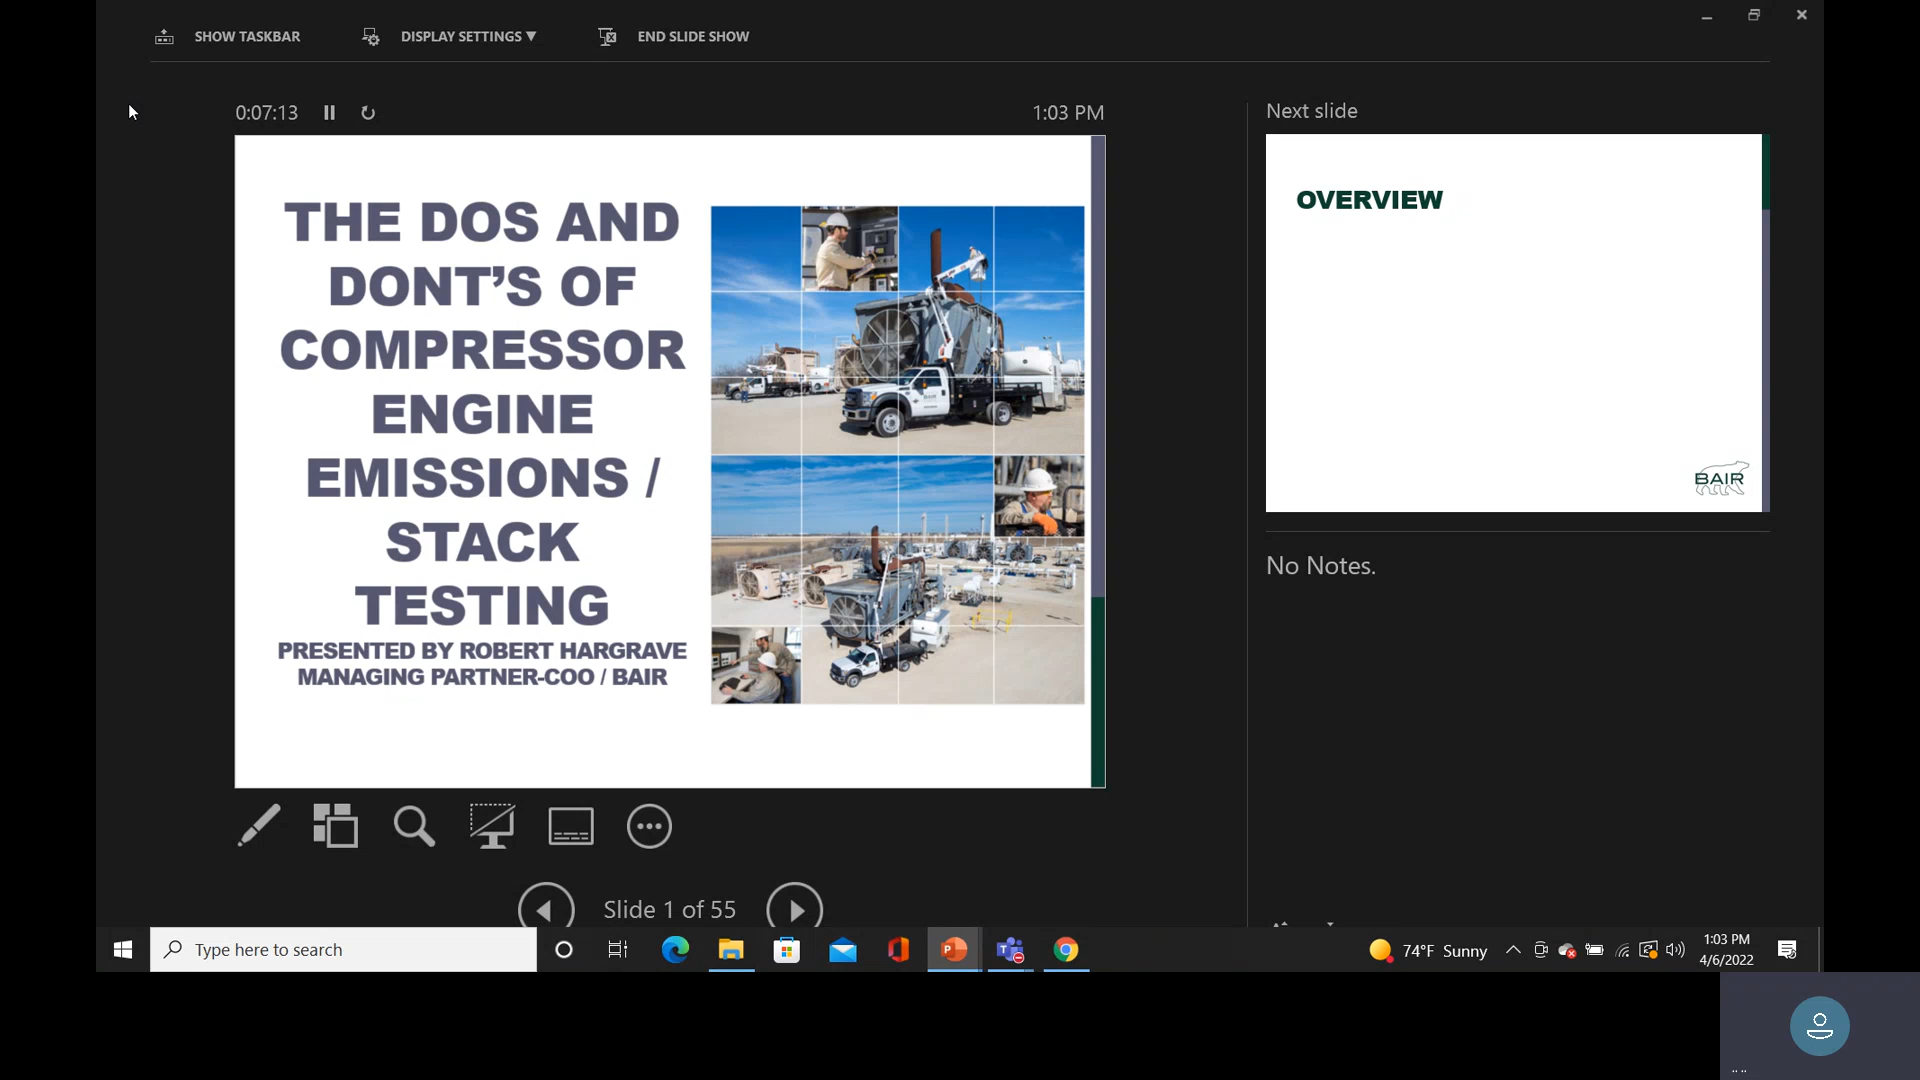 SHOW TASKBAR
DISPLAY SETTINGS ▼
END SLIDE SHOW
0:07:13
1:03 PM
THE DOS AND
DONT’S OF
COMPRESSOR
ENGINE
EMISSIONS /
STACK
TESTING
PRESENTED BY ROBERT HARGRAVE
MANAGING PARTNER-COO / BAIR
BAIR
Next slide
OVERVIEW
BAIR
No Notes.
Slide 1 of 55
Type here to search
74°F Sunny
1:03 PM
4/6/2022